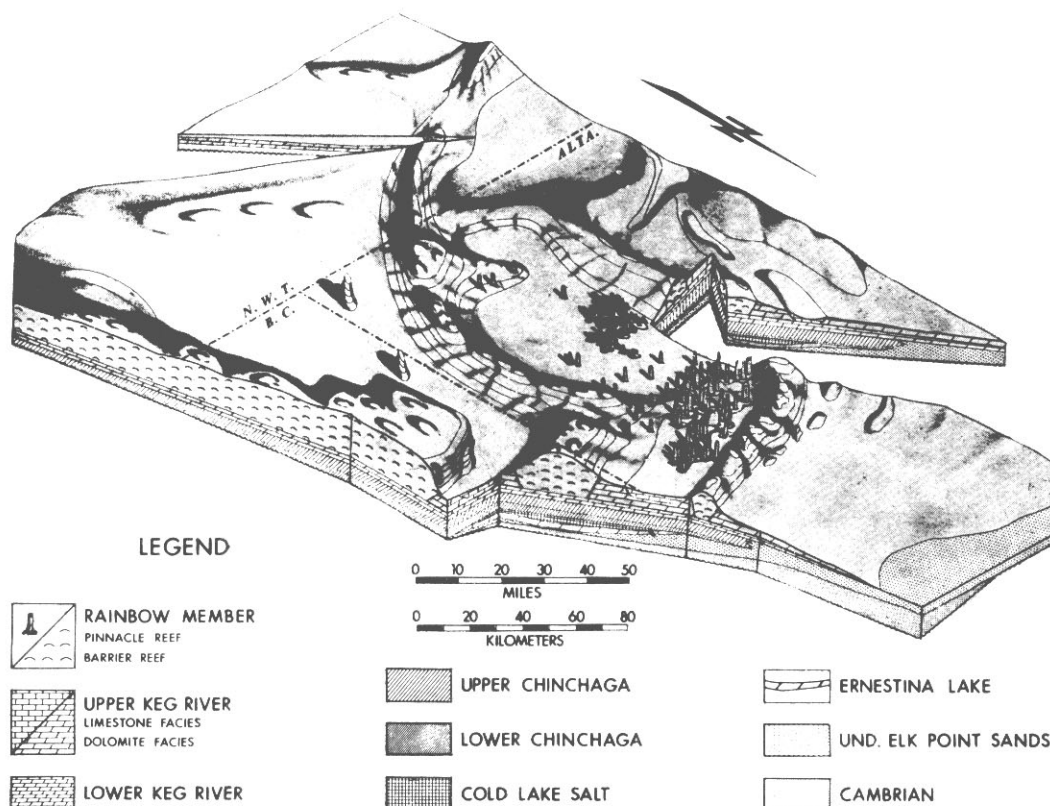 ALTA.
N.W.T.
B.C.
N
LEGEND
0 10 20 30 40 50
MILES
0 20 40 60 80
KILOMETERS
RAINBOW MEMBER
PINNACLE REEF
BARRIER REEF
UPPER KEG RIVER
LIMESTONE FACIES
DOLOMITE FACIES
LOWER KEG RIVER
UPPER CHINCHAGA
LOWER CHINCHAGA
COLD LAKE SALT
ERNESTINA LAKE
UND. ELK POINT SANDS
CAMBRIAN